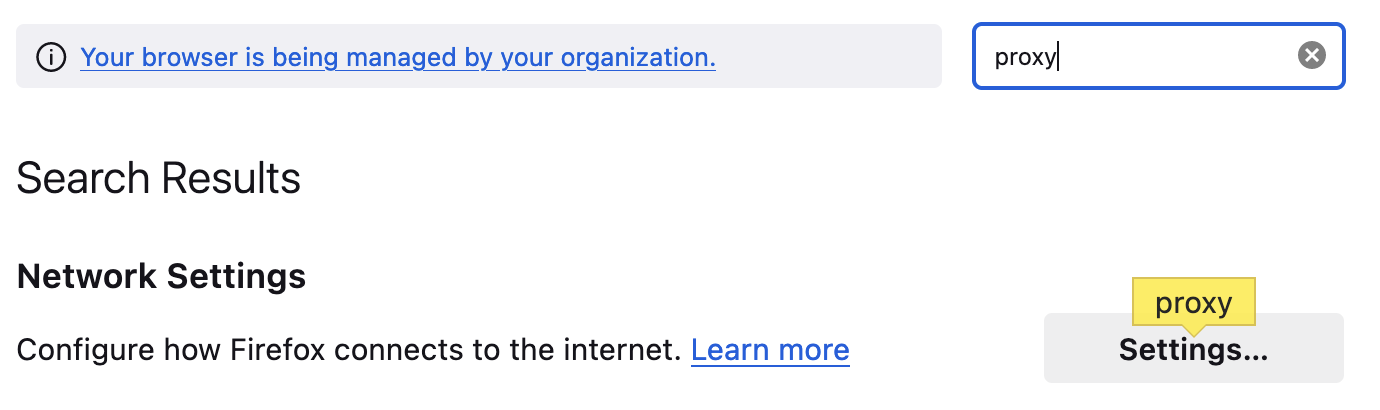 Your browser is being managed by your organization.
proxy
Search Results
Network Settings
proxy
Configure how Firefox connects to the internet. Learn more
Settings...